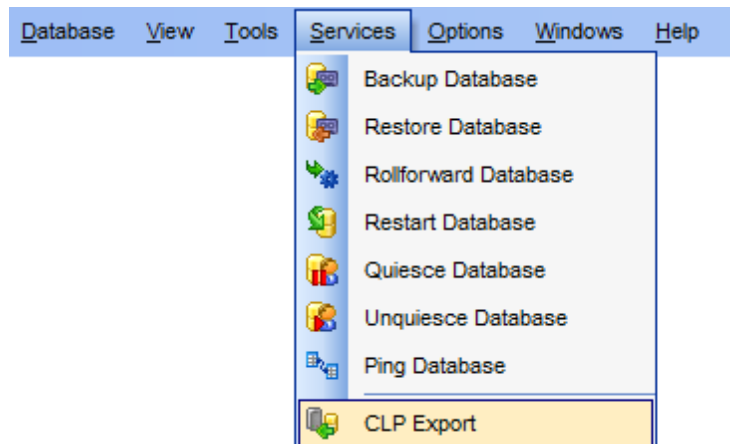 Database View Tools Services Options Windows Help
Backup Database
Restore Database
Rollforward Database
Restart Database
Quiesce Database
Unquiesce Database
Ping Database
CLP Export